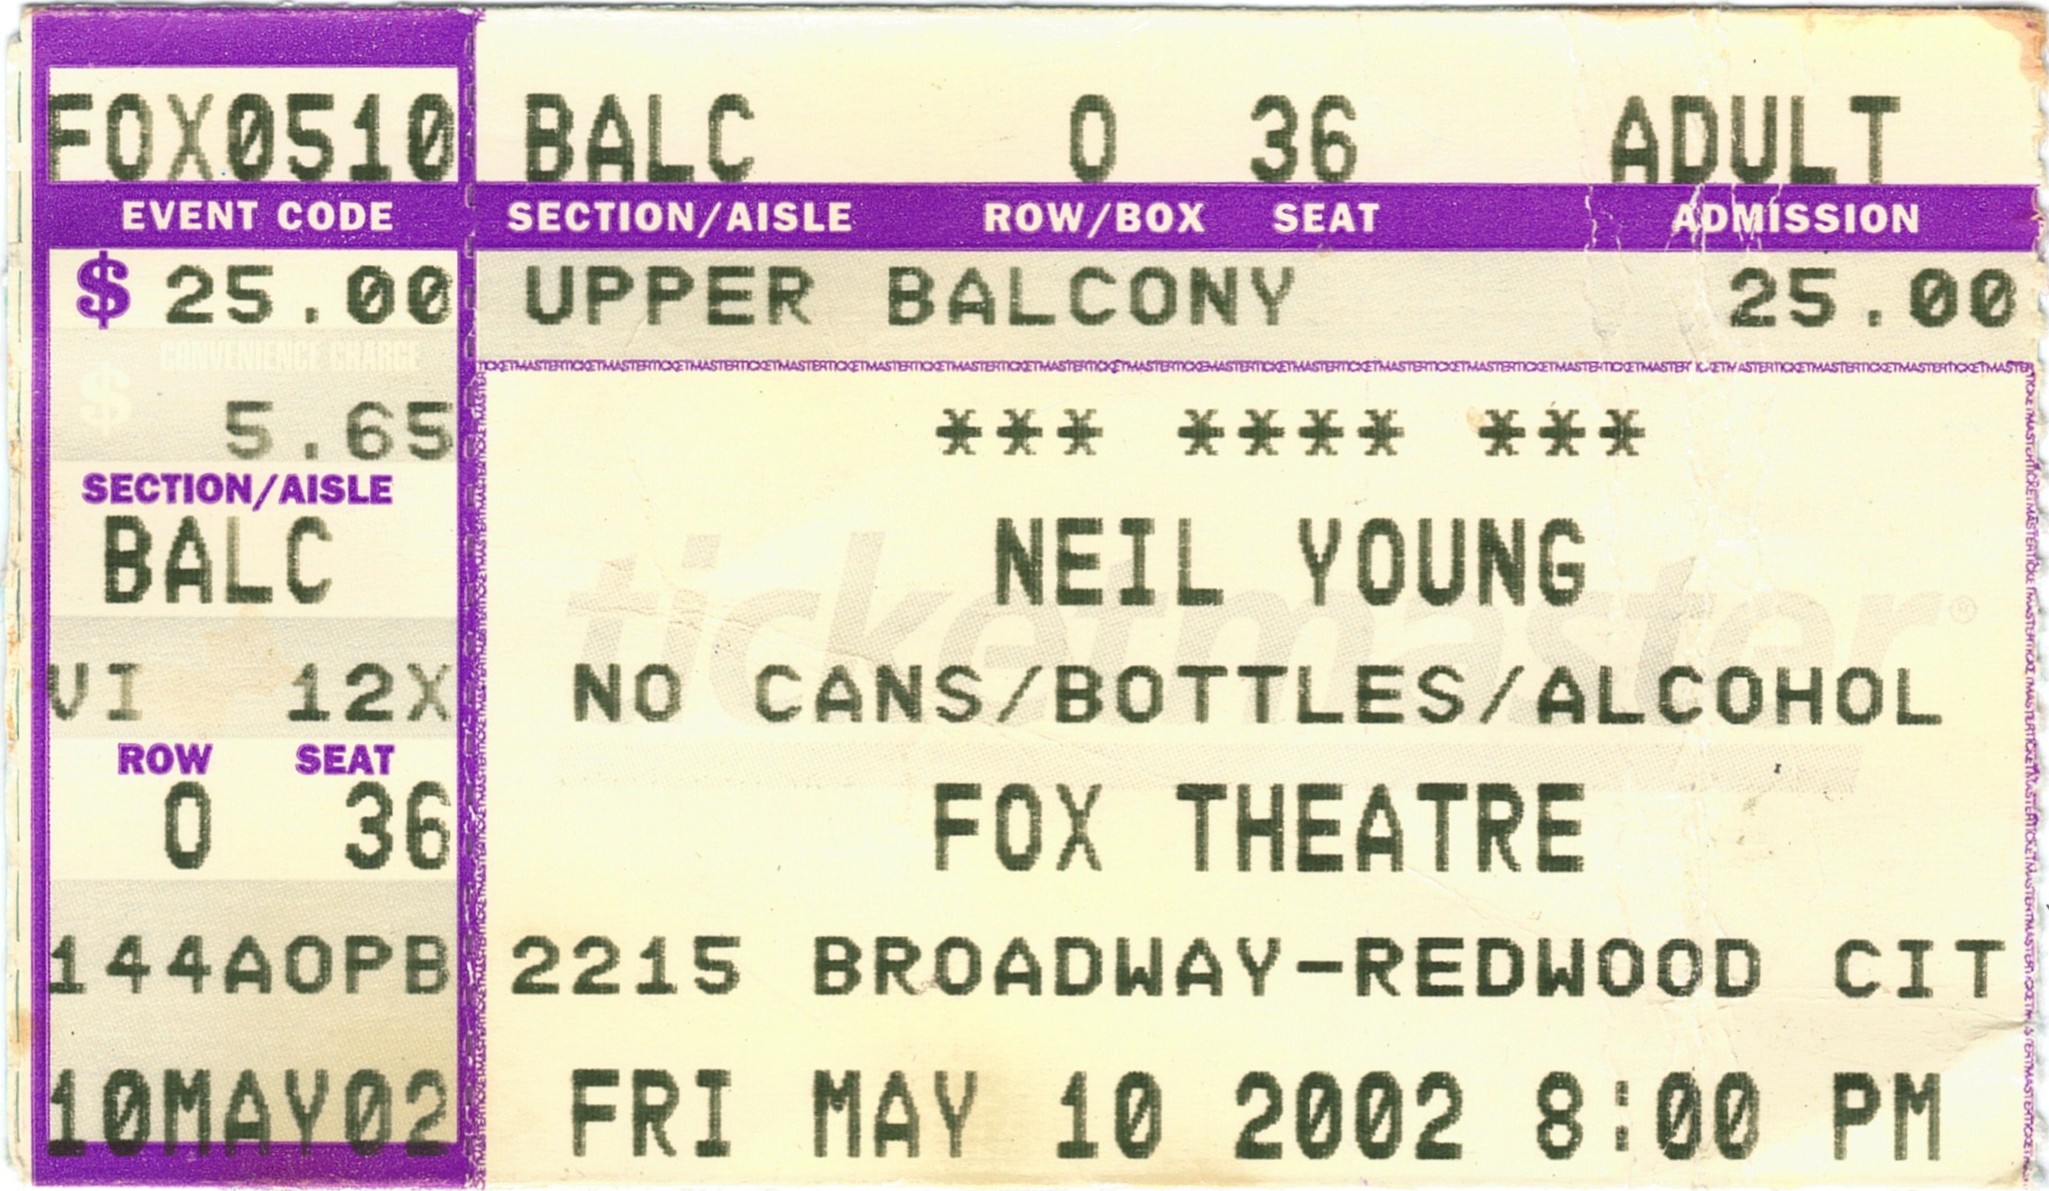 FOX0510
EVENT CODE
$ 25.00
CONVENIENCE CHARGE
$ 5.65
SECTION/AISLE
BALC
VI 12X
ROW SEAT
O 36
144AOPB
10MAY02
BALC O 36 ADULT
SECTION/AISLE ROW/BOX SEAT ADMISSION
UPPER BALCONY 25.00
*** **** ***
NEIL YOUNG
ticketmaster®
NO CANS/BOTTLES/ALCOHOL
FOX THEATRE
2215 BROADWAY-REDWOOD CIT
FRI MAY 10 2002 8:00 PM